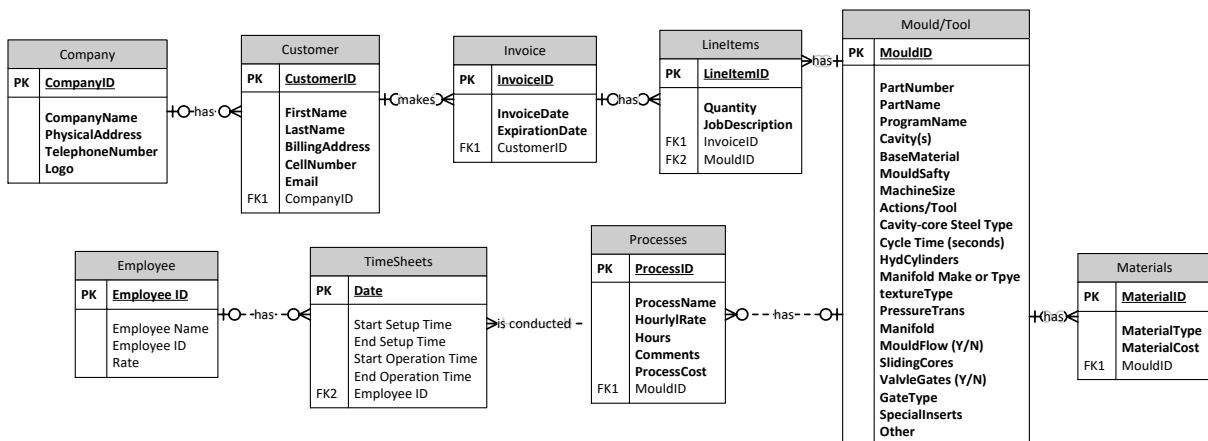 Company
PK CompanyID
CompanyName
PhysicalAddress
TelephoneNumber
Logo
has
Customer
PK CustomerID
FirstName
LastName
BillingAddress
CellNumber
Email
FK1 CompanyID
makes
Invoice
PK InvoiceID
InvoiceDate
ExpirationDate
FK1 CustomerID
has
LineItems
PK LineItemID
Quantity
JobDescription
FK1 InvoiceID
FK2 MouldID
has
Mould/Tool
PK MouldID
PartNumber
PartName
ProgramName
Cavity(s)
BaseMaterial
MouldSafty
MachineSize
Actions/Tool
Cavity-core Steel Type
Cycle Time (seconds)
HydCylinders
Manifold Make or Tpye
textureType
PressureTrans
Manifold
MouldFlow (Y/N)
SlidingCores
ValvleGates (Y/N)
GateType
SpecialInserts
Other
Employee
PK Employee ID
Employee Name
Employee ID
Rate
has
TimeSheets
PK Date
Start Setup Time
End Setup Time
Start Operation Time
End Operation Time
FK2 Employee ID
is conducted
Processes
PK ProcessID
ProcessName
HourlylRate
Hours
Comments
ProcessCost
FK1 MouldID
has
has
Materials
PK MaterialID
MaterialType
MaterialCost
FK1 MouldID